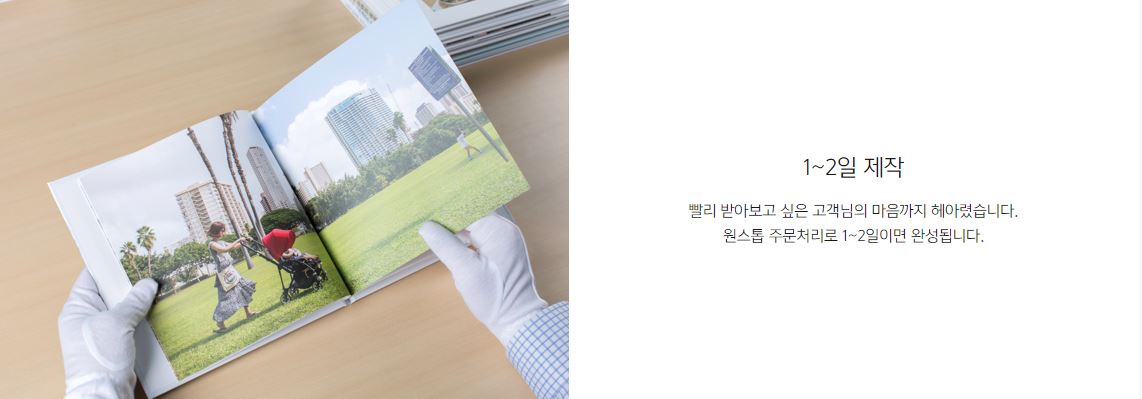 1~2일 제작
빨리 받아보고 싶은 고객님의 마음까지 헤아렸습니다.
원스톱 주문처리로 1~2일이면 완성됩니다.